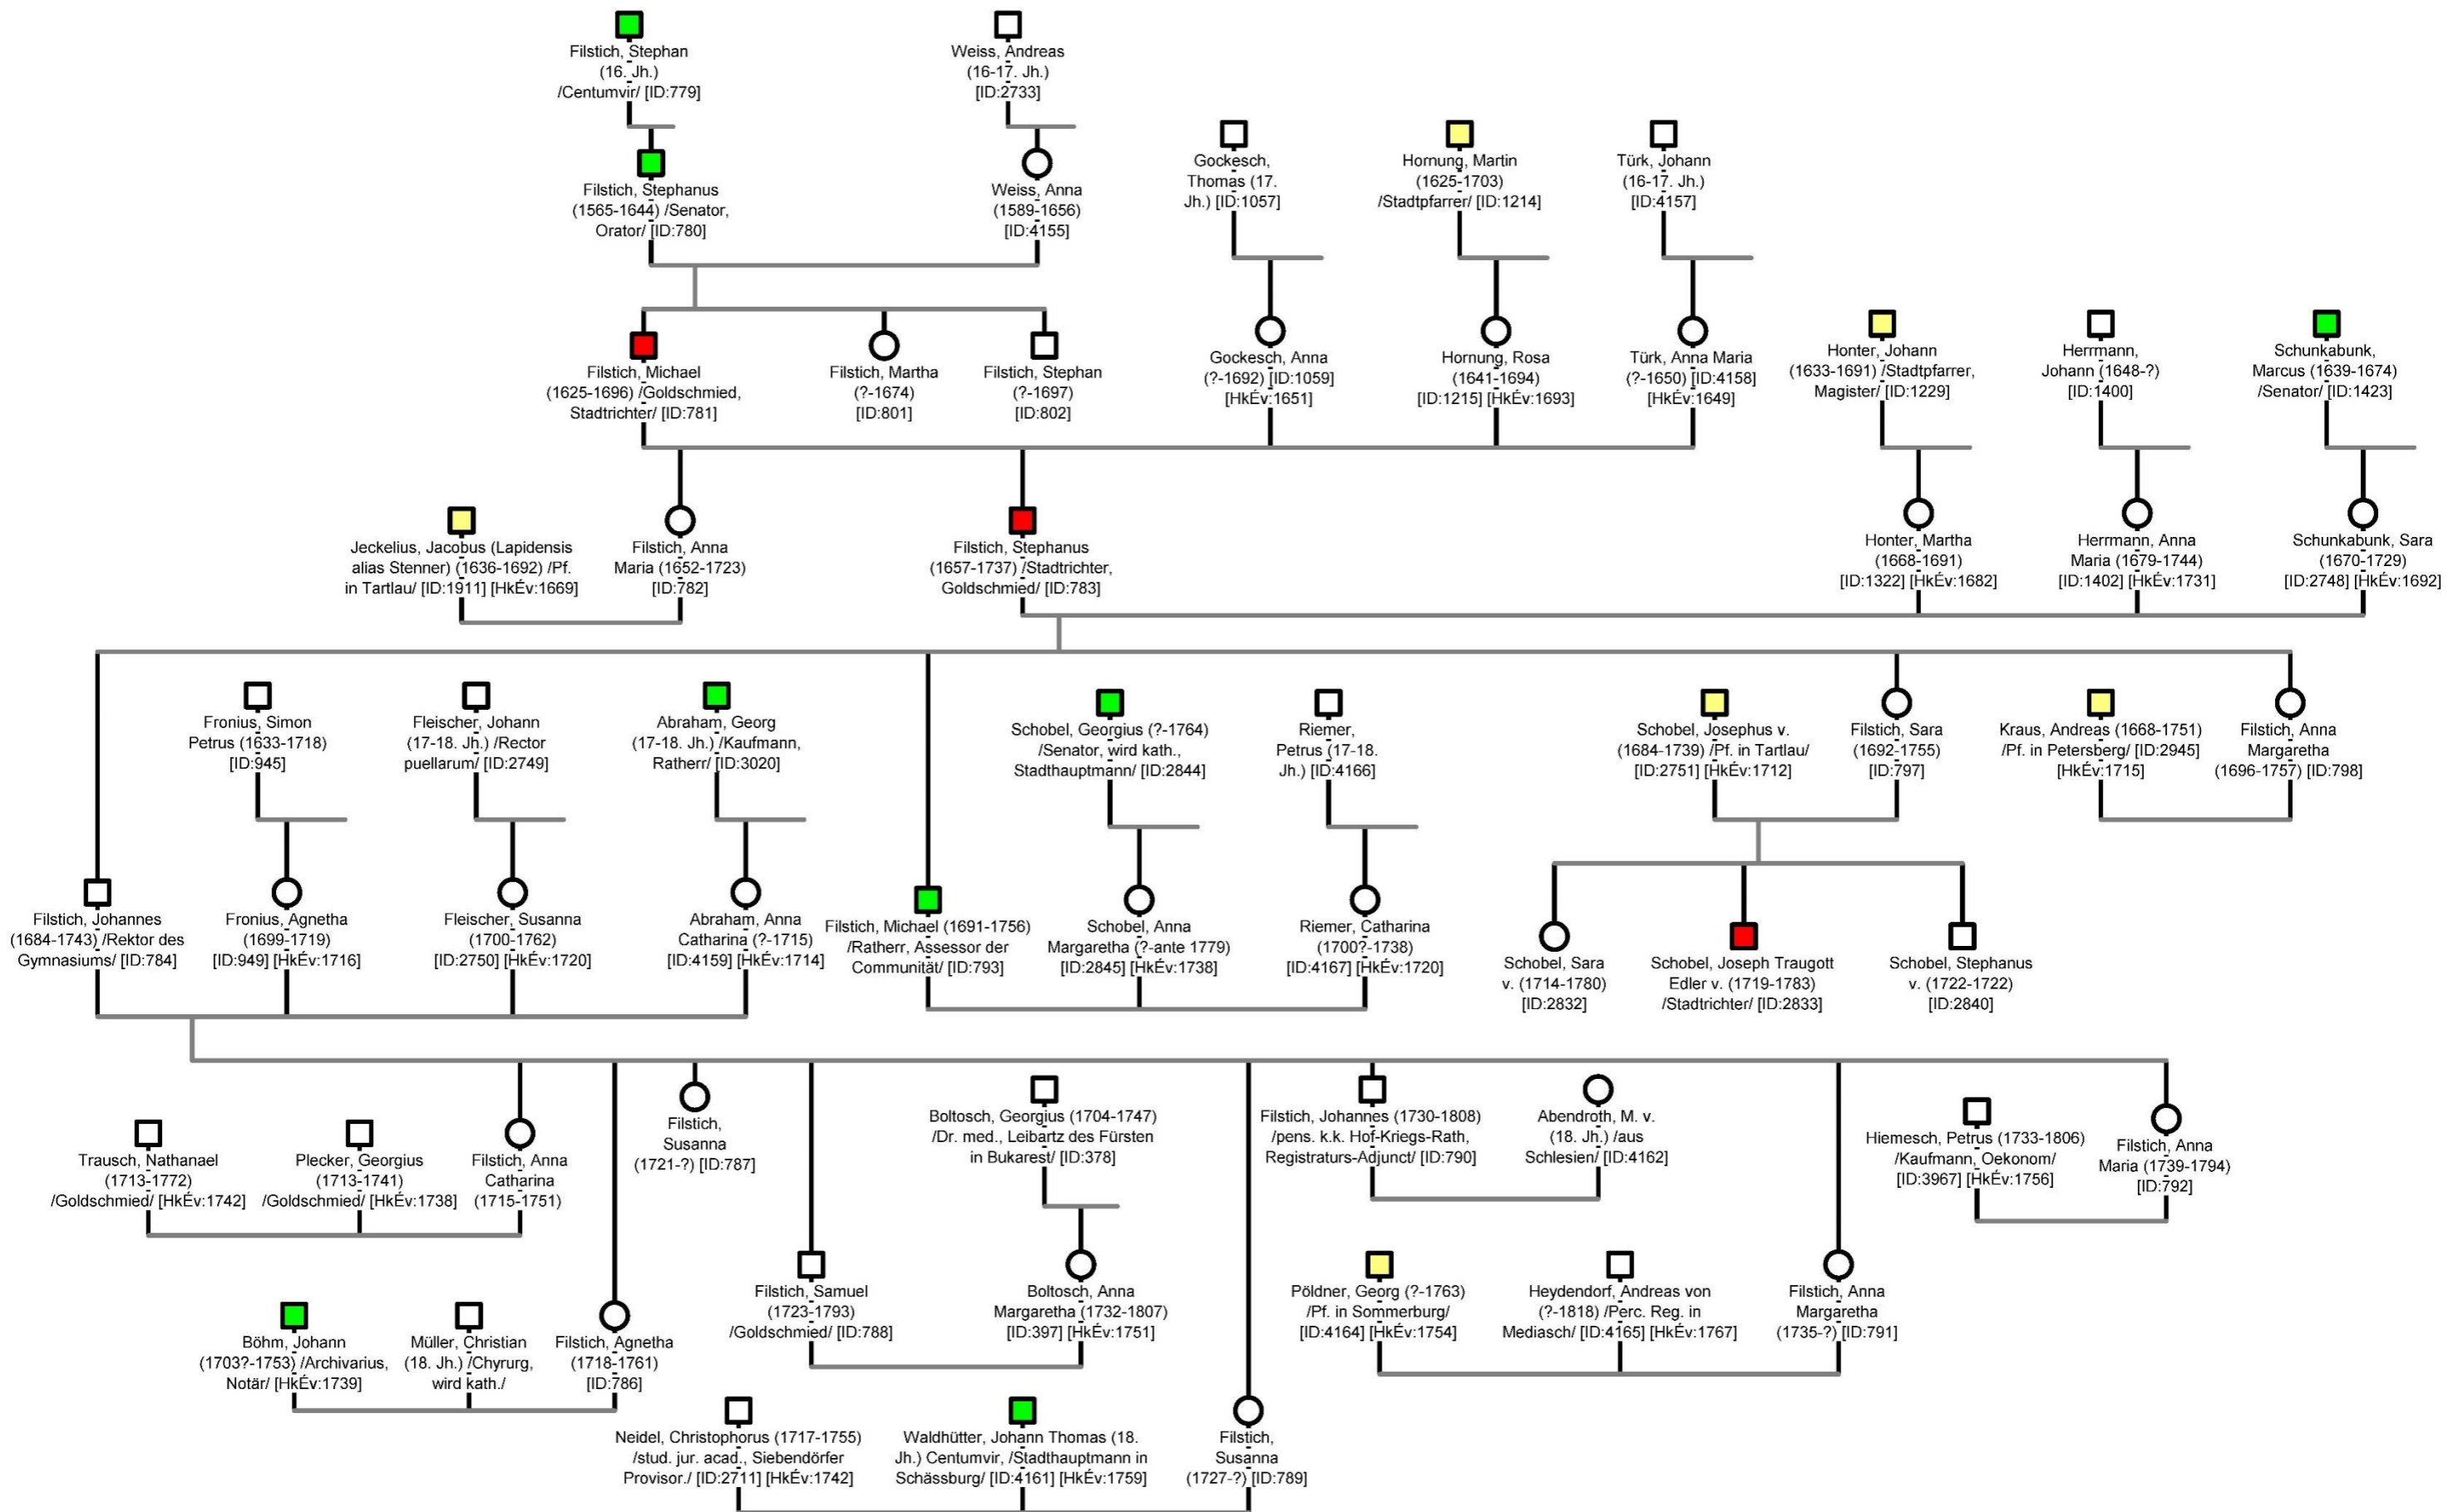 Filstich, Stephan
(16. Jh.)
/Centumvir/ [ID:779]
Weiss, Andreas
(16-17. Jh.)
[ID:2733]
Filstich, Stephanus
(1565-1644) /Senator,
Orator/ [ID:780]
Weiss, Anna
(1589-1656)
[ID:4155]
Gockesch,
Thomas (17.
Jh.) [ID:1057]
Hornung, Martin
(1625-1703)
/Stadtpfarrer/ [ID:1214]
Türk, Johann
(16-17. Jh.)
[ID:4157]
Filstich, Michael
(1625-1696) /Goldschmied,
Stadtrichter/ [ID:781]
Filstich, Martha
(?-1674)
[ID:801]
Filstich, Stephan
(?-1697)
[ID:802]
Gockesch, Anna
(?-1692) [ID:1059]
[HkÉv:1651]
Hornung, Rosa
(1641-1694)
[ID:1215] [HkÉv:1693]
Türk, Anna Maria
(?-1650) [ID:4158]
[HkÉv:1649]
Honter, Johann
(1633-1691) /Stadtpfarrer,
Magister/ [ID:1229]
Herrmann,
Johann (1648-?)
[ID:1400]
Schunkabunk,
Marcus (1639-1674)
/Senator/ [ID:1423]
Jeckelius, Jacobus (Lapidensis
alias Stenner) (1636-1692) /Pf.
in Tartlau/ [ID:1911] [HkÉv:1669]
Filstich, Anna
Maria (1652-1723)
[ID:782]
Filstich, Stephanus
(1657-1737) /Stadtrichter,
Goldschmied/ [ID:783]
Honter, Martha
(1668-1691)
[ID:1322] [HkÉv:1682]
Herrmann, Anna
Maria (1679-1744)
[ID:1402] [HkÉv:1731]
Schunkabunk, Sara
(1670-1729)
[ID:2748] [HkÉv:1692]
Fronius, Simon
Petrus (1633-1718)
[ID:945]
Fleischer, Johann
(17-18. Jh.) /Rector
puellarum/ [ID:2749]
Abraham, Georg
(17-18. Jh.) /Kaufmann,
Ratherr/ [ID:3020]
Schobel, Georgius (?-1764)
/Senator, wird kath.,
Stadthauptmann/ [ID:2844]
Riemer,
Petrus (17-18.
Jh.) [ID:4166]
Schobel, Josephus v.
(1684-1739) /Pf. in Tartlau/
[ID:2751] [HkÉv:1712]
Filstich, Sara
(1692-1755)
[ID:797]
Kraus, Andreas (1668-1751)
/Pf. in Petersberg/ [ID:2945]
[HkÉv:1715]
Filstich, Anna
Margaretha
(1696-1757) [ID:798]
Filstich, Johannes
(1684-1743) /Rektor des
Gymnasiums/ [ID:784]
Fronius, Agnetha
(1699-1719)
[ID:949] [HkÉv:1716]
Fleischer, Susanna
(1700-1762)
[ID:2750] [HkÉv:1720]
Abraham, Anna
Catharina (?-1715)
[ID:4159] [HkÉv:1714]
Filstich, Michael (1691-1756)
/Ratherr, Assessor der
Communität/ [ID:793]
Schobel, Anna
Margaretha (?-ante 1779)
[ID:2845] [HkÉv:1738]
Riemer, Catharina
(1700?-1738)
[ID:4167] [HkÉv:1720]
Schobel, Sara
v. (1714-1780)
[ID:2832]
Schobel, Joseph Traugott
Edler v. (1719-1783)
/Stadtrichter/ [ID:2833]
Schobel, Stephanus
v. (1722-1722)
[ID:2840]
Trausch, Nathanael
(1713-1772)
/Goldschmied/ [HkÉv:1742]
Plecker, Georgius
(1713-1741)
/Goldschmied/ [HkÉv:1738]
Filstich, Anna
Catharina
(1715-1751)
Filstich,
Susanna
(1721-?) [ID:787]
Boltosch, Georgius (1704-1747)
/Dr. med., Leibartz des Fürsten
in Bukarest/ [ID:378]
Filstich, Johannes (1730-1808)
/pens. k.k. Hof-Kriegs-Rath,
Registraturs-Adjunct/ [ID:790]
Abendroth, M. v.
(18. Jh.) /aus
Schlesien/ [ID:4162]
Hiemesch, Petrus (1733-1806)
/Kaufmann, Oekonom/
[ID:3967] [HkÉv:1756]
Filstich, Anna
Maria (1739-1794)
[ID:792]
Böhm, Johann
(1703?-1753) /Archivarius,
Notär/ [HkÉv:1739]
Müller, Christian
(18. Jh.) /Chyrurg,
wird kath./
Filstich, Agnetha
(1718-1761)
[ID:786]
Filstich, Samuel
(1723-1793)
/Goldschmied/ [ID:788]
Boltosch, Anna
Margaretha (1732-1807)
[ID:397] [HkÉv:1751]
Pöldner, Georg (?-1763)
/Pf. in Sommerburg/
[ID:4164] [HkÉv:1754]
Heydendorf, Andreas von
(?-1818) /Perc. Reg. in
Mediasch/ [ID:4165] [HkÉv:1767]
Filstich, Anna
Margaretha
(1735-?) [ID:791]
Neidel, Christophorus (1717-1755)
/stud. jur. acad., Siebendörfer
Provisor./ [ID:2711] [HkÉv:1742]
Waldhütter, Johann Thomas (18.
Jh.) Centumvir, /Stadthauptmann in
Schässburg/ [ID:4161] [HkÉv:1759]
Filstich,
Susanna
(1727-?) [ID:789]